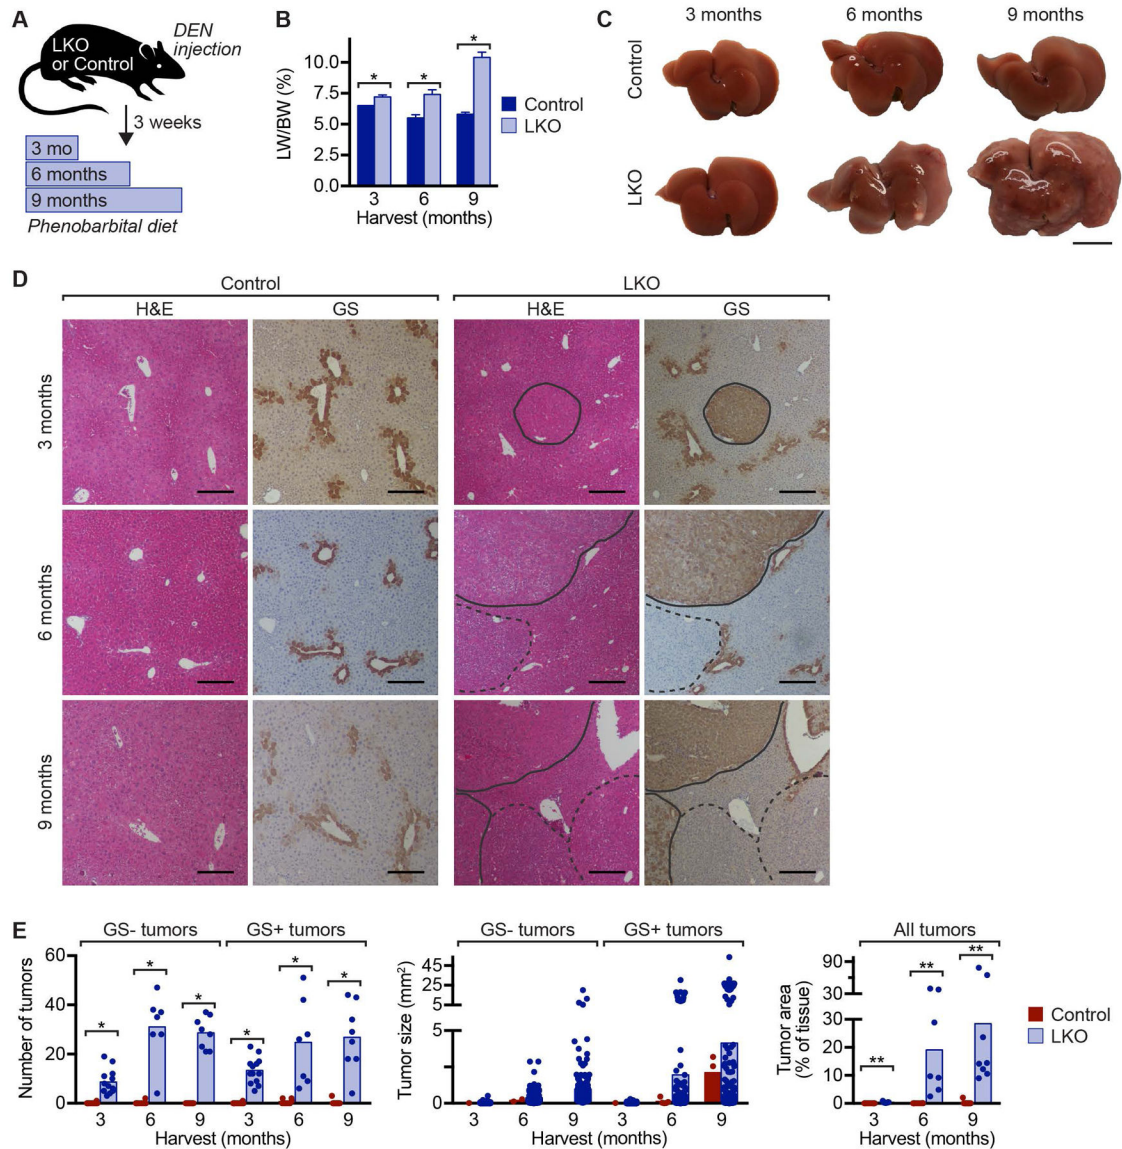 A
LKO
or Control
DEN
injection
3 weeks
3 mo
6 months
9 months
Phenobarbital diet
B
LW/BW (%)
10.0
7.5
5.0
2.5
0.0
*
*
*
3 6 9
Harvest (months)
Control
LKO
C
3 months 6 months 9 months
Control
LKO
D
Control LKO
H&E GS H&E GS
3 months
6 months
9 months
E
GS- tumors GS+ tumors
Number of tumors
60
40
20
0
* * * * * *
3 6 9 3 6 9
Harvest (months)
GS- tumors GS+ tumors
Tumor size (mm²)
45
25
5
5
0
3 6 9 3 6 9
Harvest (months)
All tumors
Tumor area
(% of tissue)
90
30
30
20
10
0
** ** **
3 6 9
Harvest (months)
Control
LKO